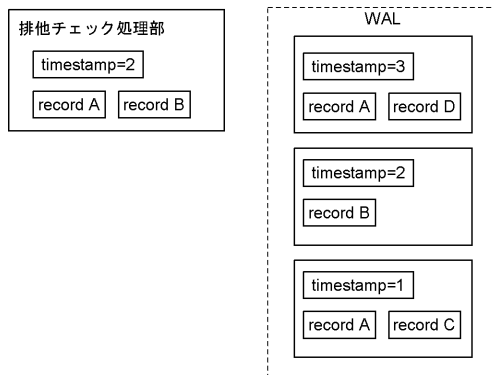 排他チェック処理部
timestamp=2
record A record B
WAL
timestamp=3
record A record D
timestamp=2
record B
timestamp=1
record A record C